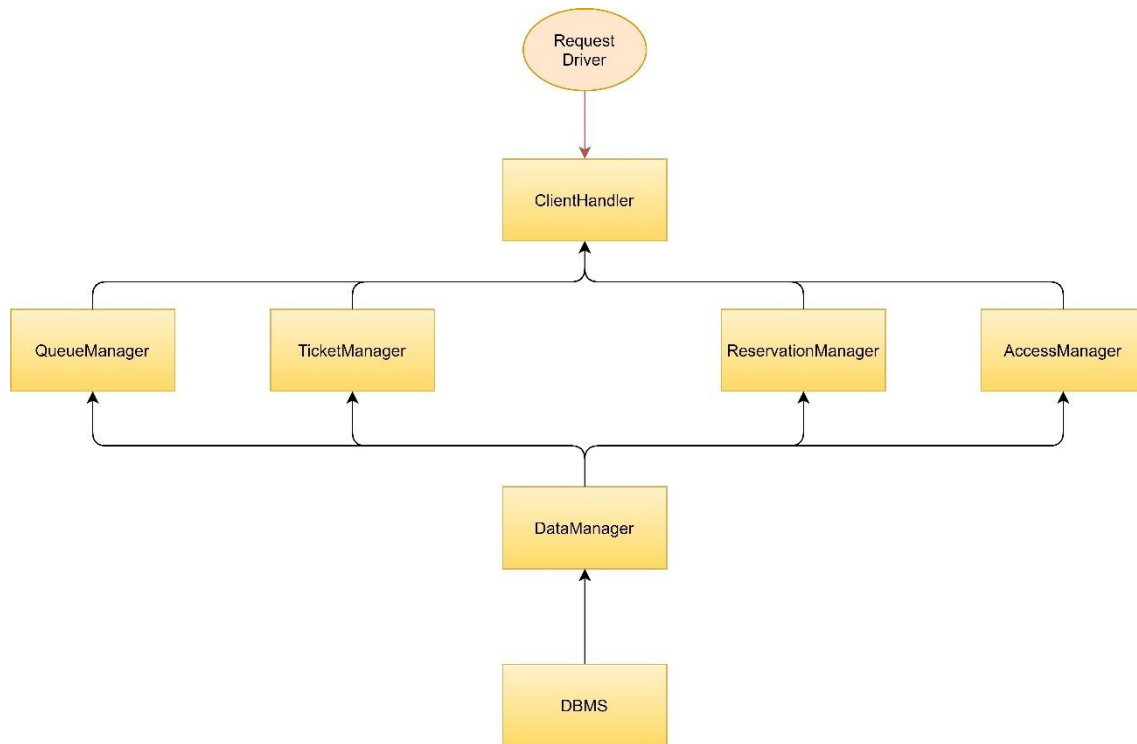 Request
Driver
ClientHandler
QueueManager
TicketManager
ReservationManager
AccessManager
DataManager
DBMS